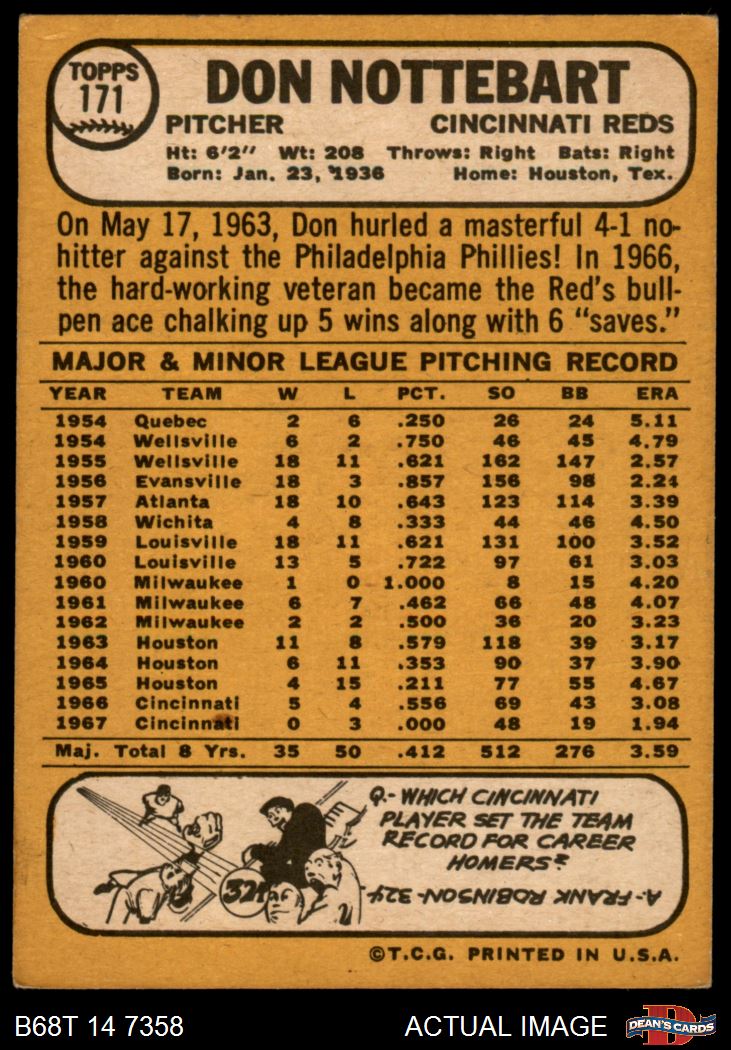 TOPPS
171
DON NOTTEBART
PITCHER CINCINNATI REDS
Ht: 6'2" Wt: 208 Throws: Right Bats: Right
Born: Jan. 23, 1936 Home: Houston, Tex.
On May 17, 1963, Don hurled a masterful 4-1 no-
hitter against the Philadelphia Phillies! In 1966,
the hard-working veteran became the Red's bull-
pen ace chalking up 5 wins along with 6 "saves."
MAJOR & MINOR LEAGUE PITCHING RECORD
YEAR TEAM W L PCT. SO BB ERA
1954 Quebec 2 6 .250 26 24 5.11
1954 Wellsville 6 2 .750 46 45 4.79
1955 Wellsville 18 11 .621 162 147 2.57
1956 Evansville 18 3 .857 156 98 2.24
1957 Atlanta 18 10 .643 123 114 3.39
1958 Wichita 4 8 .333 44 46 4.50
1959 Louisville 18 11 .621 131 100 3.52
1960 Louisville 13 5 .722 97 61 3.03
1960 Milwaukee 1 0 1.000 8 15 4.20
1961 Milwaukee 6 7 .462 66 48 4.07
1962 Milwaukee 2 2 .500 36 20 3.23
1963 Houston 11 8 .579 118 39 3.17
1964 Houston 6 11 .353 90 37 3.90
1965 Houston 4 15 .211 77 55 4.67
1966 Cincinnati 5 4 .556 69 43 3.08
1967 Cincinnati 0 3 .000 48 19 1.94
Maj. Total 8 Yrs. 35 50 .412 512 276 3.59
Q.- WHICH CINCINNATI
PLAYER SET THE TEAM
RECORD FOR CAREER
HOMERS?
A.- FRANK ROBINSON- 324
324
©T.C.G. PRINTED IN U.S.A.
B68T 14 7358 ACTUAL IMAGE
D
DEAN'S CARDS